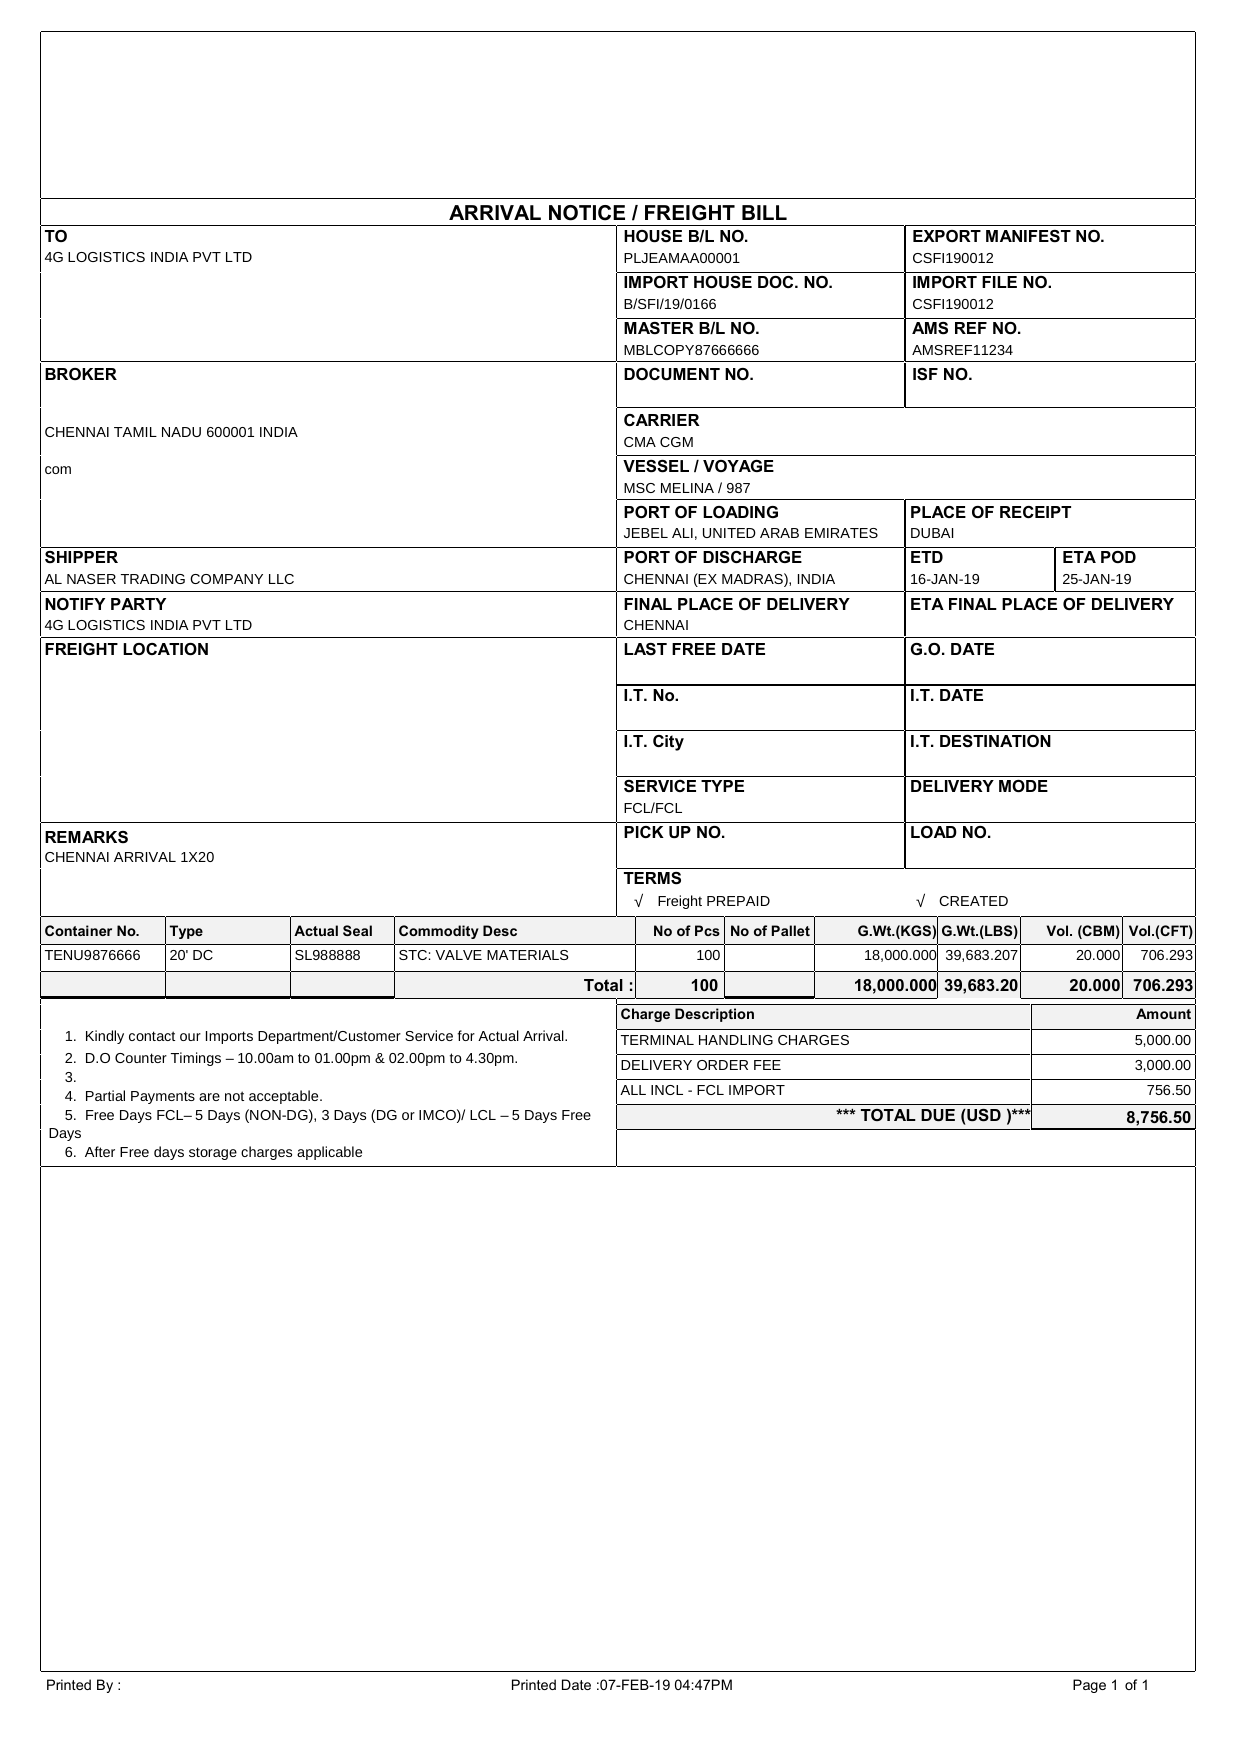 ARRIVAL NOTICE / FREIGHT BILL
TO
4G LOGISTICS INDIA PVT LTD
HOUSE B/L NO.
PLJEAMAA00001
EXPORT MANIFEST NO.
CSFI190012
IMPORT HOUSE DOC. NO.
B/SFI/19/0166
IMPORT FILE NO.
CSFI190012
MASTER B/L NO.
MBLCOPY87666666
AMS REF NO.
AMSREF11234
BROKER
CHENNAI TAMIL NADU 600001 INDIA
com
DOCUMENT NO.
ISF NO.
CARRIER
CMA CGM
VESSEL / VOYAGE
MSC MELINA / 987
PORT OF LOADING
JEBEL ALI, UNITED ARAB EMIRATES
PLACE OF RECEIPT
DUBAI
SHIPPER
AL NASER TRADING COMPANY LLC
PORT OF DISCHARGE
CHENNAI (EX MADRAS), INDIA
ETD
16-JAN-19
ETA POD
25-JAN-19
NOTIFY PARTY
4G LOGISTICS INDIA PVT LTD
FINAL PLACE OF DELIVERY
CHENNAI
ETA FINAL PLACE OF DELIVERY
FREIGHT LOCATION
LAST FREE DATE
G.O. DATE
I.T. No.
I.T. DATE
I.T. City
I.T. DESTINATION
SERVICE TYPE
FCL/FCL
DELIVERY MODE
REMARKS
CHENNAI ARRIVAL 1X20
PICK UP NO.
LOAD NO.
TERMS
√ Freight PREPAID √ CREATED
Container No. Type Actual Seal Commodity Desc No of Pcs No of Pallet G.Wt.(KGS) G.Wt.(LBS) Vol. (CBM) Vol.(CFT)
TENU9876666 20' DC SL988888 STC: VALVE MATERIALS 100 18,000.000 39,683.207 20.000 706.293
Total : 100 18,000.000 39,683.20 20.000 706.293
1. Kindly contact our Imports Department/Customer Service for Actual Arrival.
2. D.O Counter Timings – 10.00am to 01.00pm & 02.00pm to 4.30pm.
3.
4. Partial Payments are not acceptable.
5. Free Days FCL– 5 Days (NON-DG), 3 Days (DG or IMCO)/ LCL – 5 Days Free
Days
6. After Free days storage charges applicable
Charge Description Amount
TERMINAL HANDLING CHARGES 5,000.00
DELIVERY ORDER FEE 3,000.00
ALL INCL - FCL IMPORT 756.50
*** TOTAL DUE (USD )*** 8,756.50
Printed By : Printed Date :07-FEB-19 04:47PM Page 1 of 1